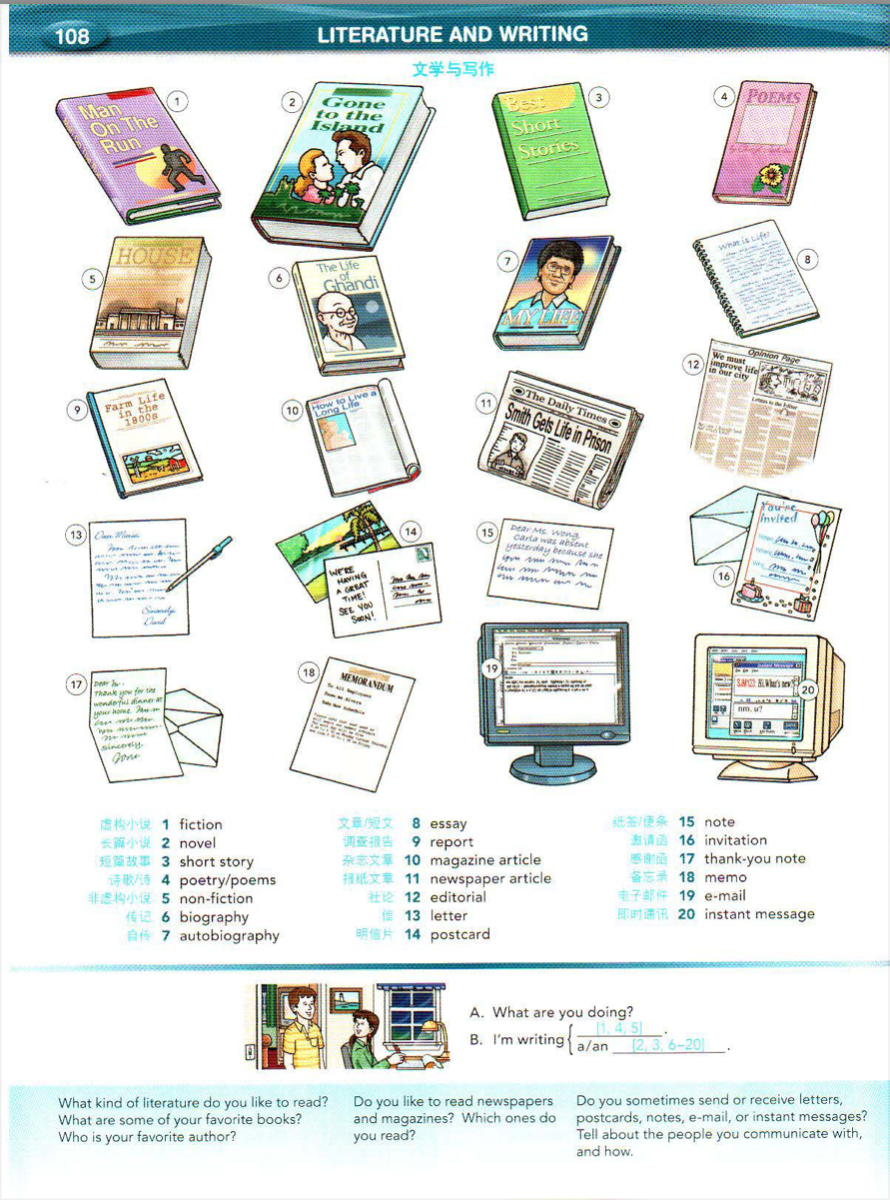 108
LITERATURE AND WRITING
文学与写作
1
Man
On The
Run
2
Gone
to the
Island
3
Best
Short
Stories
4
POEMS
5
HOUSE
6
The Life
of
Ghandi
7
MY LIFE
8
What is Life?
9
Farm Life
in the
1800s
10
How to Live a
Long Life
11
The Daily Times
Smith Gets Life in Prison
12
Opinion Page
We must
improve life
in our city
Letters to the Editor
13
Dear
Sincerely,
David
14
WE'RE
HAVING
A GREAT
TIME!
SEE YOU
SOON!
15
Dear Ms. Wong,
Carla was absent
yesterday because she
16
You're
invited
17
Dear
Thank you for the
wonderful dinner at
your home.
Sincerely,
18
MEMORANDUM
To: All Employees
19
20
SJM123: Hi. What's new?
nm. u?
虚构小说 1 fiction
长篇小说 2 novel
短篇故事 3 short story
诗歌/诗 4 poetry/poems
非虚构小说 5 non-fiction
传记 6 biography
自传 7 autobiography
文章/短文 8 essay
调查报告 9 report
杂志文章 10 magazine article
报纸文章 11 newspaper article
社论 12 editorial
信 13 letter
明信片 14 postcard
纸签/便条 15 note
邀请函 16 invitation
感谢函 17 thank-you note
备忘录 18 memo
电子邮件 19 e-mail
即时通讯 20 instant message
A. What are you doing?
B. I'm writing { [1, 4, 5] .
a/an [2, 3, 6–20] .
What kind of literature do you like to read?
What are some of your favorite books?
Who is your favorite author?
Do you like to read newspapers
and magazines? Which ones do
you read?
Do you sometimes send or receive letters,
postcards, notes, e-mail, or instant messages?
Tell about the people you communicate with,
and how.